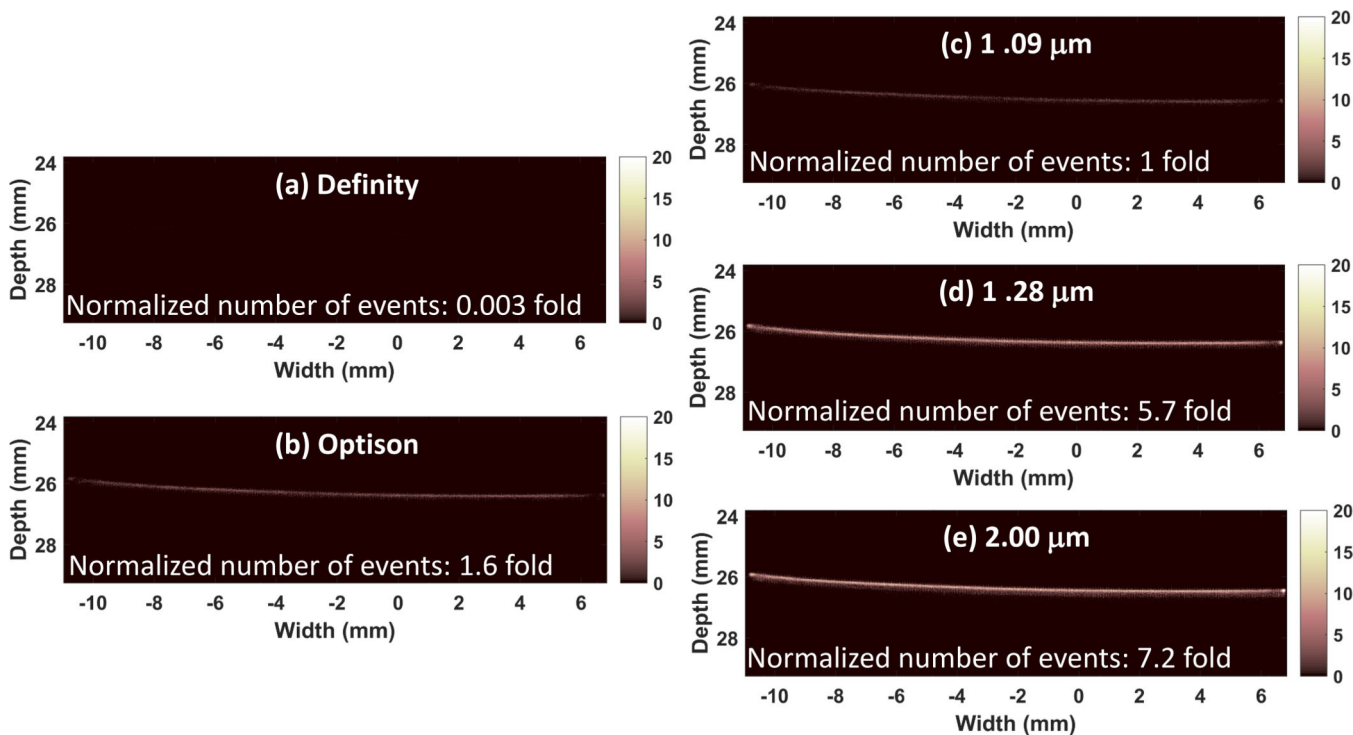 (a) Definity
Normalized number of events: 0.003 fold
Depth (mm)
24
26
28
-10 -8 -6 -4 -2 0 2 4 6
Width (mm)
20
15
10
5
0
(b) Optison
Normalized number of events: 1.6 fold
Depth (mm)
24
26
28
-10 -8 -6 -4 -2 0 2 4 6
Width (mm)
20
15
10
5
0
(c) 1 .09 μm
Normalized number of events: 1 fold
Depth (mm)
24
26
28
-10 -8 -6 -4 -2 0 2 4 6
Width (mm)
20
15
10
5
0
(d) 1 .28 μm
Normalized number of events: 5.7 fold
Depth (mm)
24
26
28
-10 -8 -6 -4 -2 0 2 4 6
Width (mm)
20
15
10
5
0
(e) 2.00 μm
Normalized number of events: 7.2 fold
Depth (mm)
24
26
28
-10 -8 -6 -4 -2 0 2 4 6
Width (mm)
20
15
10
5
0